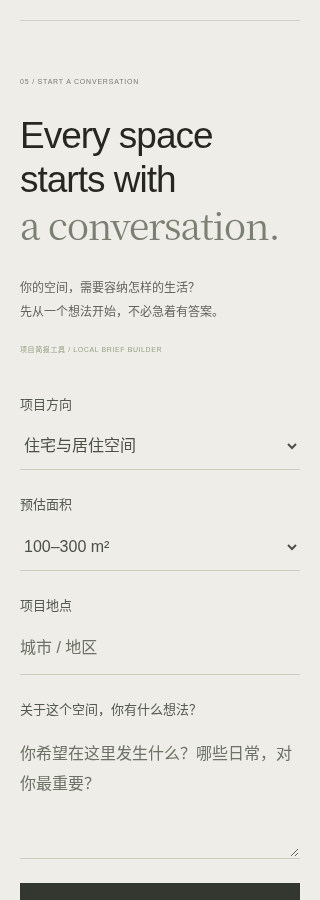 05 / START A CONVERSATION
Every space
starts with
a conversation.
你的空间，需要容纳怎样的生活？
先从一个想法开始，不必急着有答案。
项目简报工具 / LOCAL BRIEF BUILDER
项目方向
住宅与居住空间
预估面积
100–300 m²
项目地点
城市 / 地区
关于这个空间，你有什么想法？
你希望在这里发生什么？哪些日常，对
你最重要？